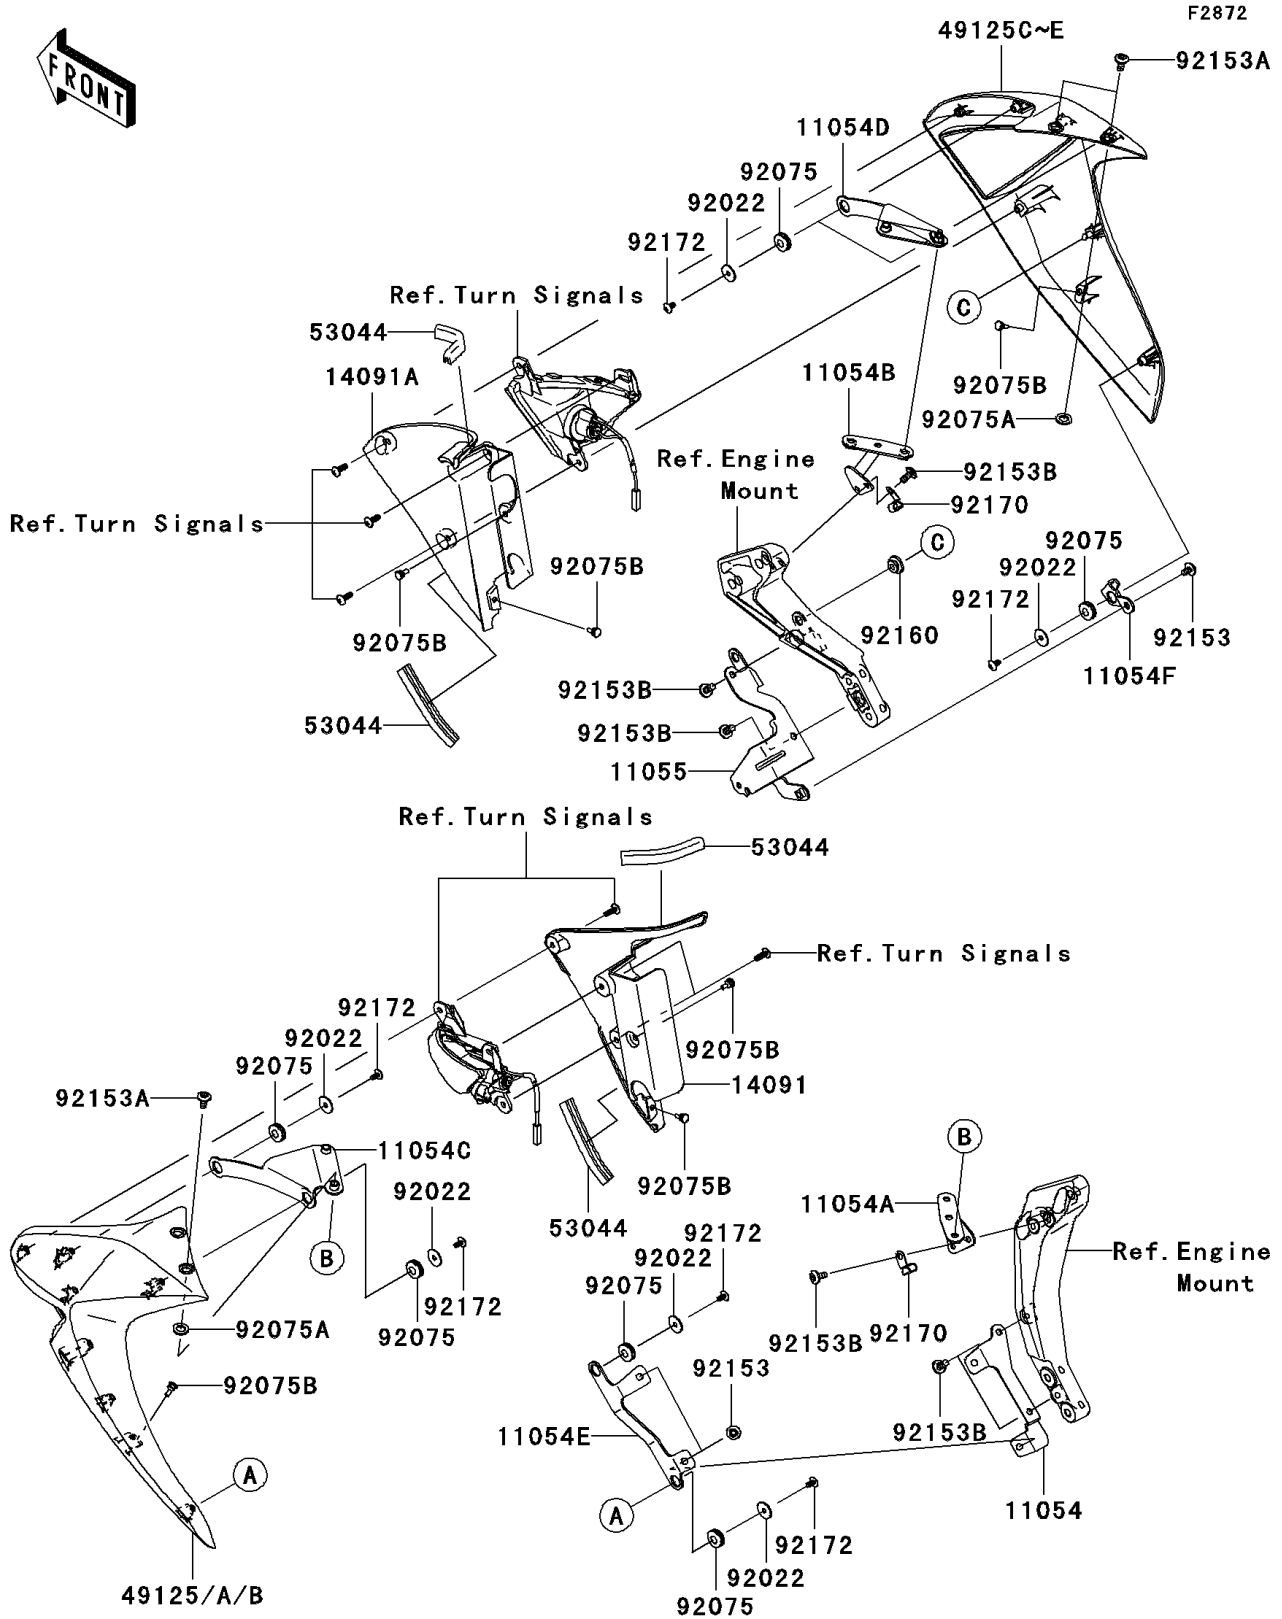 F2872
49125C~E
92153A
FRONT
11054D
92075
92022
92172
Ref.Turn Signals
53044
14091A
C
92075B
11054B
92075A
Ref.Engine
Mount
92153B
92170
Ref.Turn Signals
C
92075
92022
92172
92075B
92075B
92160
92153
11054F
92153B
53044
92153B
11055
Ref.Turn Signals
53044
Ref.Turn Signals
92172
92022
92075
92153A
92075B
14091
B
11054C
92022
92075B
11054A
53044
92172
92022
92075
B
Ref.Engine
Mount
92172
92075
92075A
92153B
92170
92153
92075B
11054E
92153B
A
A
11054
92172
92022
92075
49125/A/B